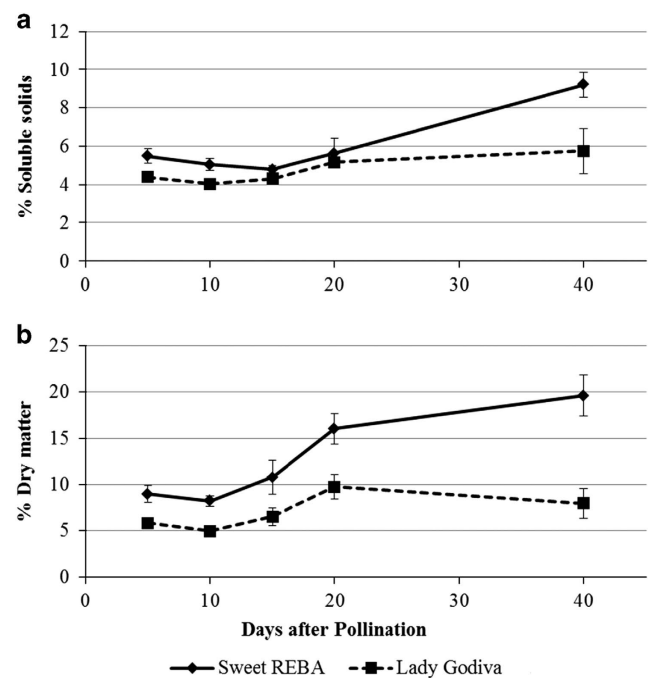 a
12
10
8
6
4
2
0
% Soluble solids
0 10 20 30 40
b
25
20
15
10
5
0
% Dry matter
0 10 20 30 40
Days after Pollination
Sweet REBA Lady Godiva